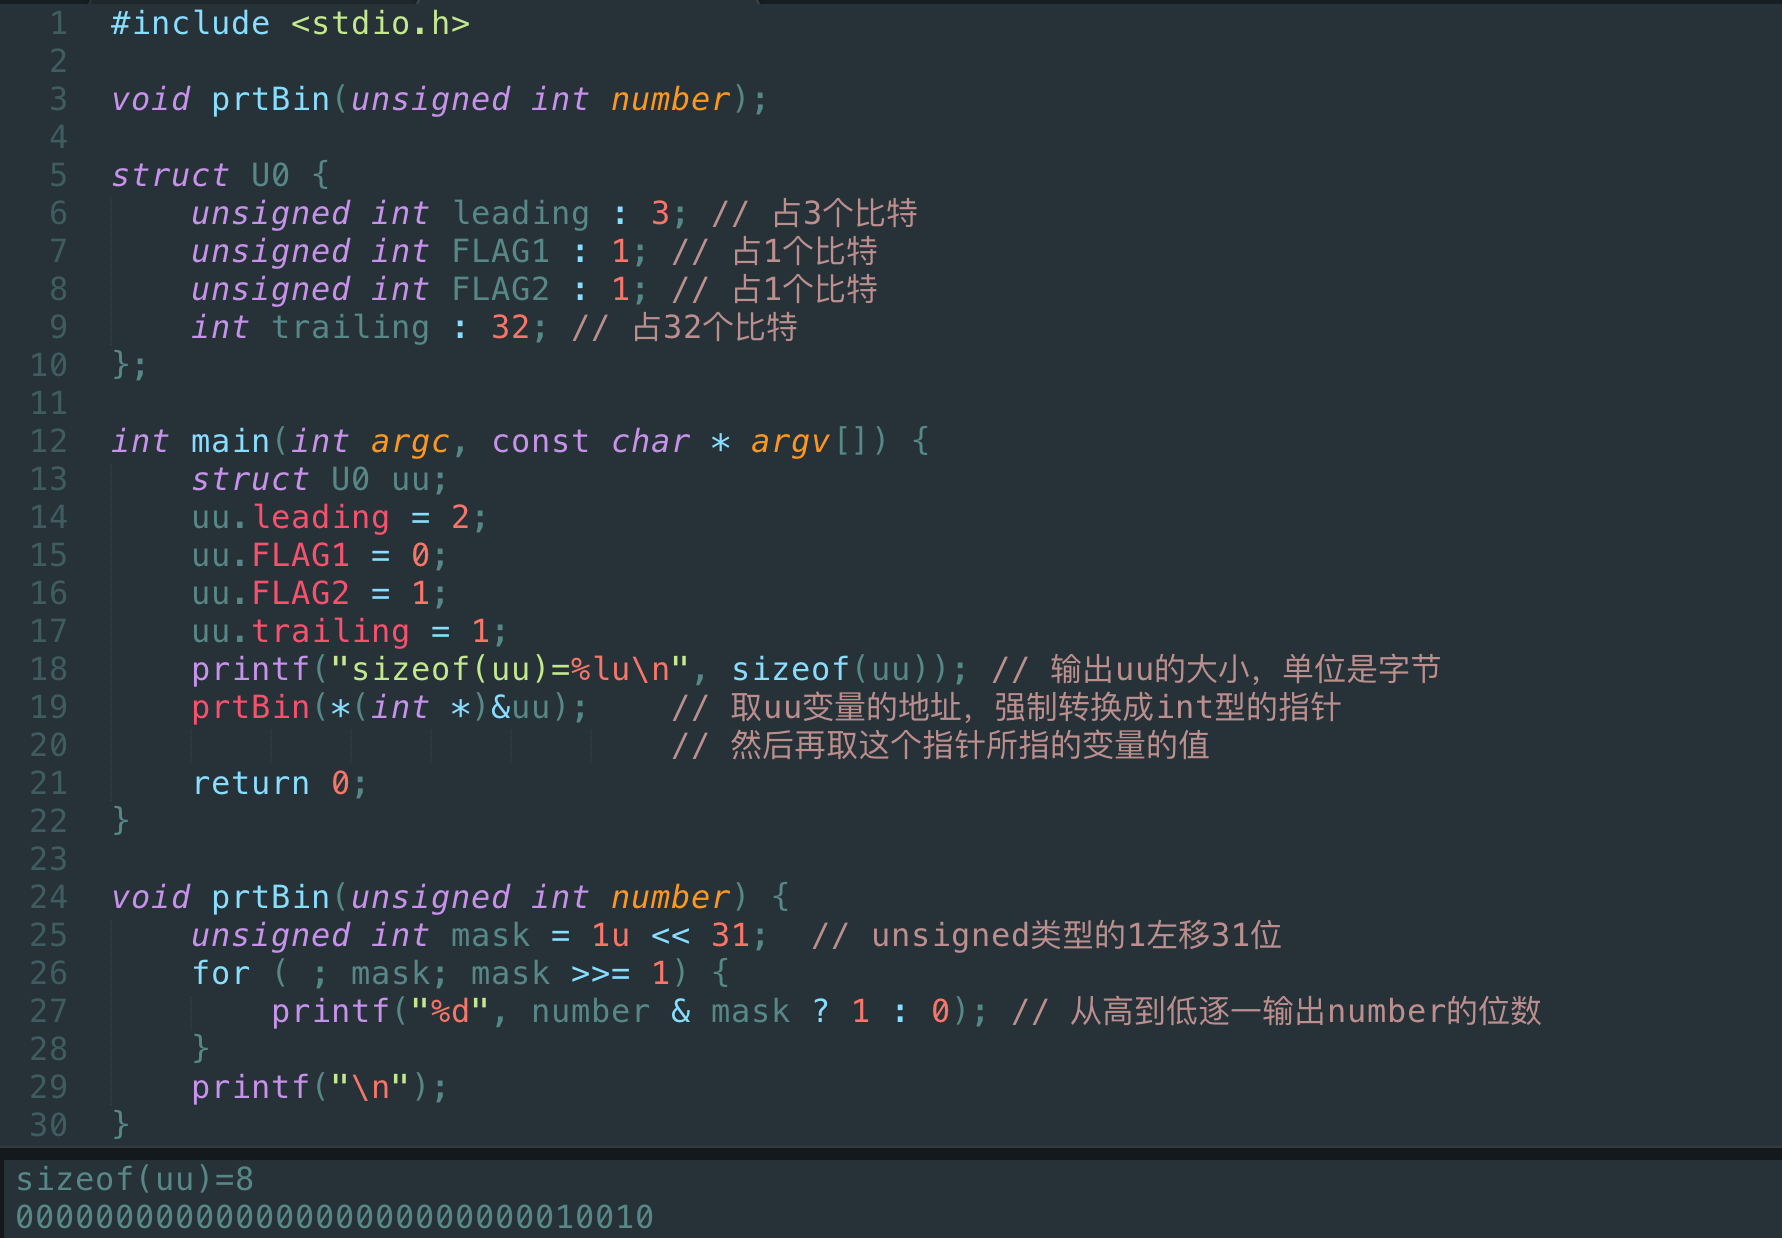 1 #include <stdio.h>
2
3 void prtBin(unsigned int number);
4
5 struct U0 {
6     unsigned int leading : 3; // 占3个比特
7     unsigned int FLAG1 : 1; // 占1个比特
8     unsigned int FLAG2 : 1; // 占1个比特
9     int trailing : 32; // 占32个比特
10 };
11
12 int main(int argc, const char * argv[]) {
13     struct U0 uu;
14     uu.leading = 2;
15     uu.FLAG1 = 0;
16     uu.FLAG2 = 1;
17     uu.trailing = 1;
18     printf("sizeof(uu)=%lu\n", sizeof(uu)); // 输出uu的大小，单位是字节
19     prtBin(*(int *)&uu);    // 取uu变量的地址，强制转换成int型的指针
20                             // 然后再取这个指针所指的变量的值
21     return 0;
22 }
23
24 void prtBin(unsigned int number) {
25     unsigned int mask = 1u << 31;  // unsigned类型的1左移31位
26     for ( ; mask; mask >>= 1) {
27         printf("%d", number & mask ? 1 : 0); // 从高到低逐一输出number的位数
28     }
29     printf("\n");
30 }
sizeof(uu)=8
00000000000000000000000000010010